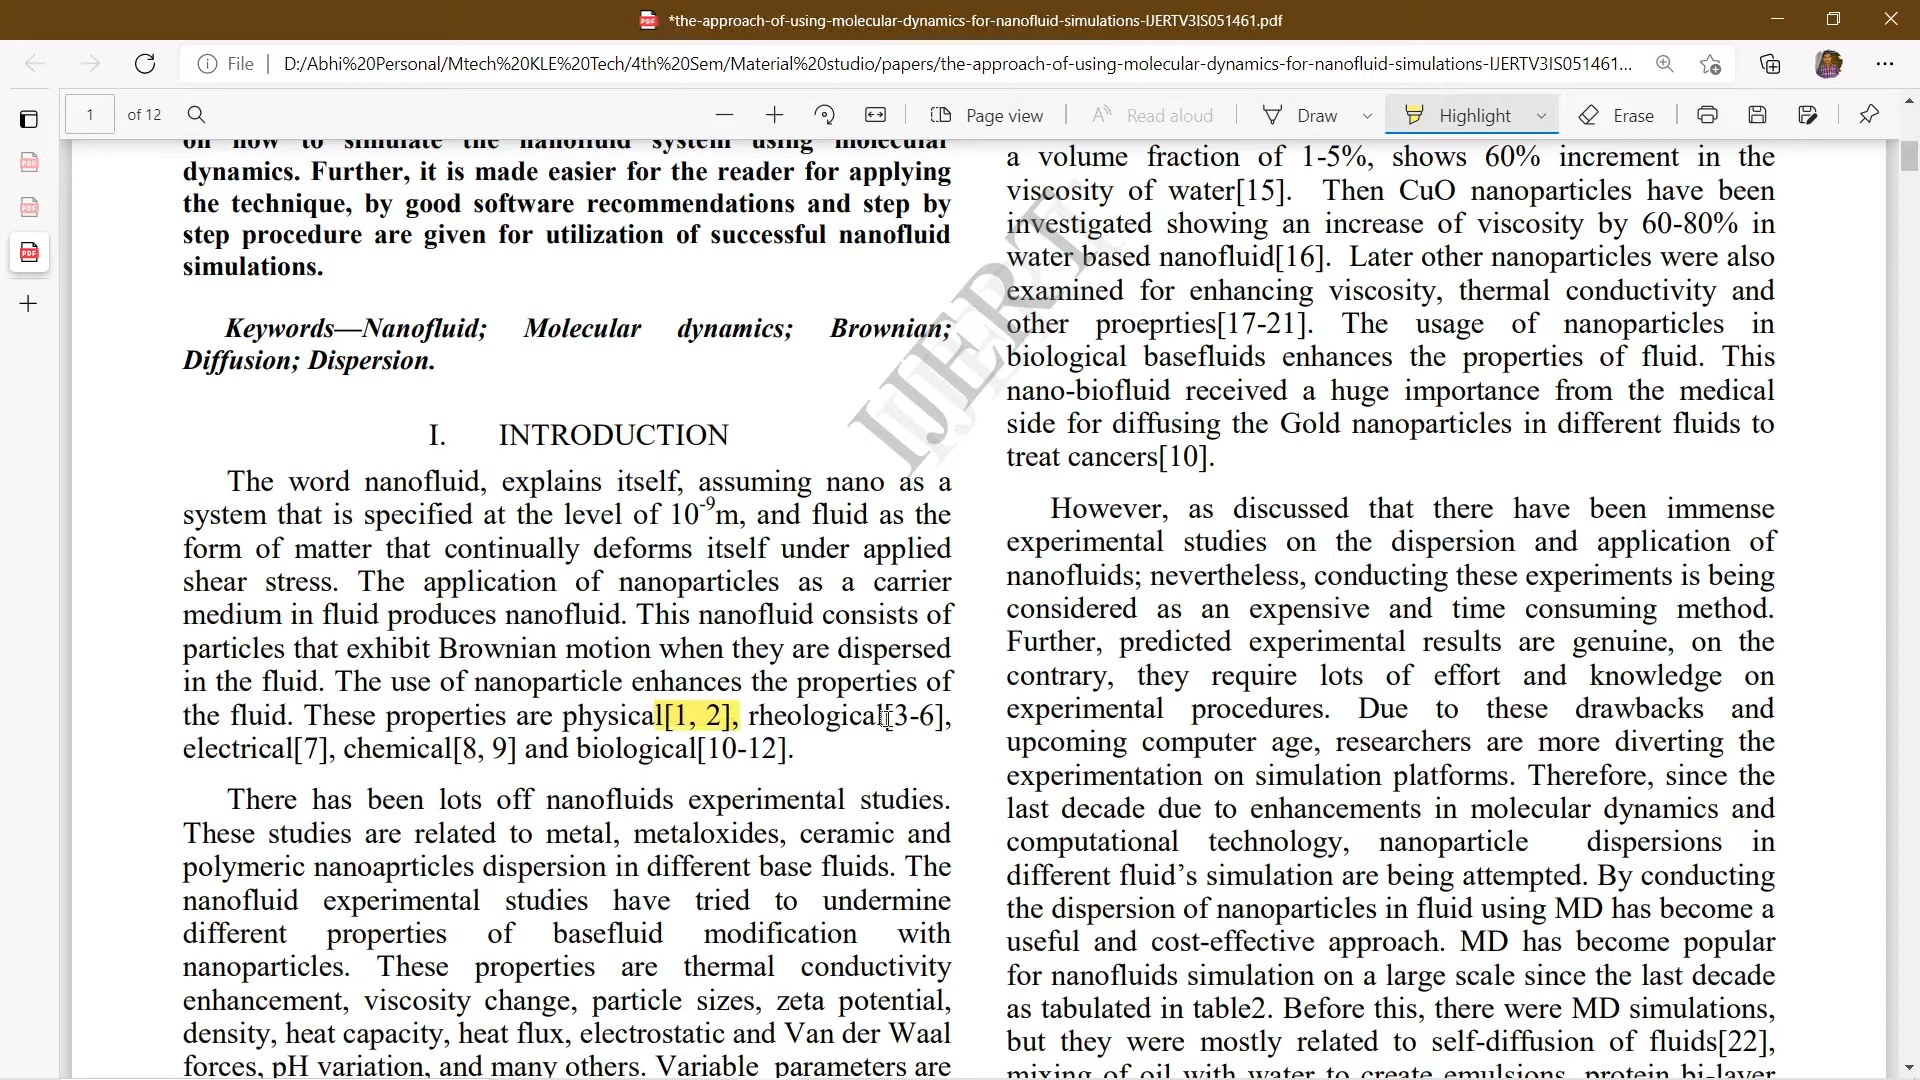 *the-approach-of-using-molecular-dynamics-for-nanofluid-simulations-IJERTV3IS051461.pdf
File
D:/Abhi%20Personal/Mtech%20KLE%20Tech/4th%20Sem/Material%20studio/papers/the-approach-of-using-molecular-dynamics-for-nanofluid-simulations-IJERTV3IS051461...
1 of 12
Page view
Read aloud
Draw
Highlight
Erase
on how to simulate the nanofluid system using molecular
dynamics. Further, it is made easier for the reader for applying
the technique, by good software recommendations and step by
step procedure are given for utilization of successful nanofluid
simulations.
Keywords—Nanofluid; Molecular dynamics; Brownian;
Diffusion; Dispersion.
I. INTRODUCTION
The word nanofluid, explains itself, assuming nano as a
system that is specified at the level of 10-9m, and fluid as the
form of matter that continually deforms itself under applied
shear stress. The application of nanoparticles as a carrier
medium in fluid produces nanofluid. This nanofluid consists of
particles that exhibit Brownian motion when they are dispersed
in the fluid. The use of nanoparticle enhances the properties of
the fluid. These properties are physical[1, 2], rheological[3-6],
electrical[7], chemical[8, 9] and biological[10-12].
There has been lots off nanofluids experimental studies.
These studies are related to metal, metaloxides, ceramic and
polymeric nanoaprticles dispersion in different base fluids. The
nanofluid experimental studies have tried to undermine
different properties of basefluid modification with
nanoparticles. These properties are thermal conductivity
enhancement, viscosity change, particle sizes, zeta potential,
density, heat capacity, heat flux, electrostatic and Van der Waal
forces, pH variation, and many others. Variable parameters are
a volume fraction of 1-5%, shows 60% increment in the
viscosity of water[15]. Then CuO nanoparticles have been
investigated showing an increase of viscosity by 60-80% in
water based nanofluid[16]. Later other nanoparticles were also
examined for enhancing viscosity, thermal conductivity and
other proeprties[17-21]. The usage of nanoparticles in
biological basefluids enhances the properties of fluid. This
nano-biofluid received a huge importance from the medical
side for diffusing the Gold nanoparticles in different fluids to
treat cancers[10].
However, as discussed that there have been immense
experimental studies on the dispersion and application of
nanofluids; nevertheless, conducting these experiments is being
considered as an expensive and time consuming method.
Further, predicted experimental results are genuine, on the
contrary, they require lots of effort and knowledge on
experimental procedures. Due to these drawbacks and
upcoming computer age, researchers are more diverting the
experimentation on simulation platforms. Therefore, since the
last decade due to enhancements in molecular dynamics and
computational technology, nanoparticle dispersions in
different fluid's simulation are being attempted. By conducting
the dispersion of nanoparticles in fluid using MD has become a
useful and cost-effective approach. MD has become popular
for nanofluids simulation on a large scale since the last decade
as tabulated in table2. Before this, there were MD simulations,
but they were mostly related to self-diffusion of fluids[22],
mixing of oil with water to create emulsions, protein bi-layer
IJERT